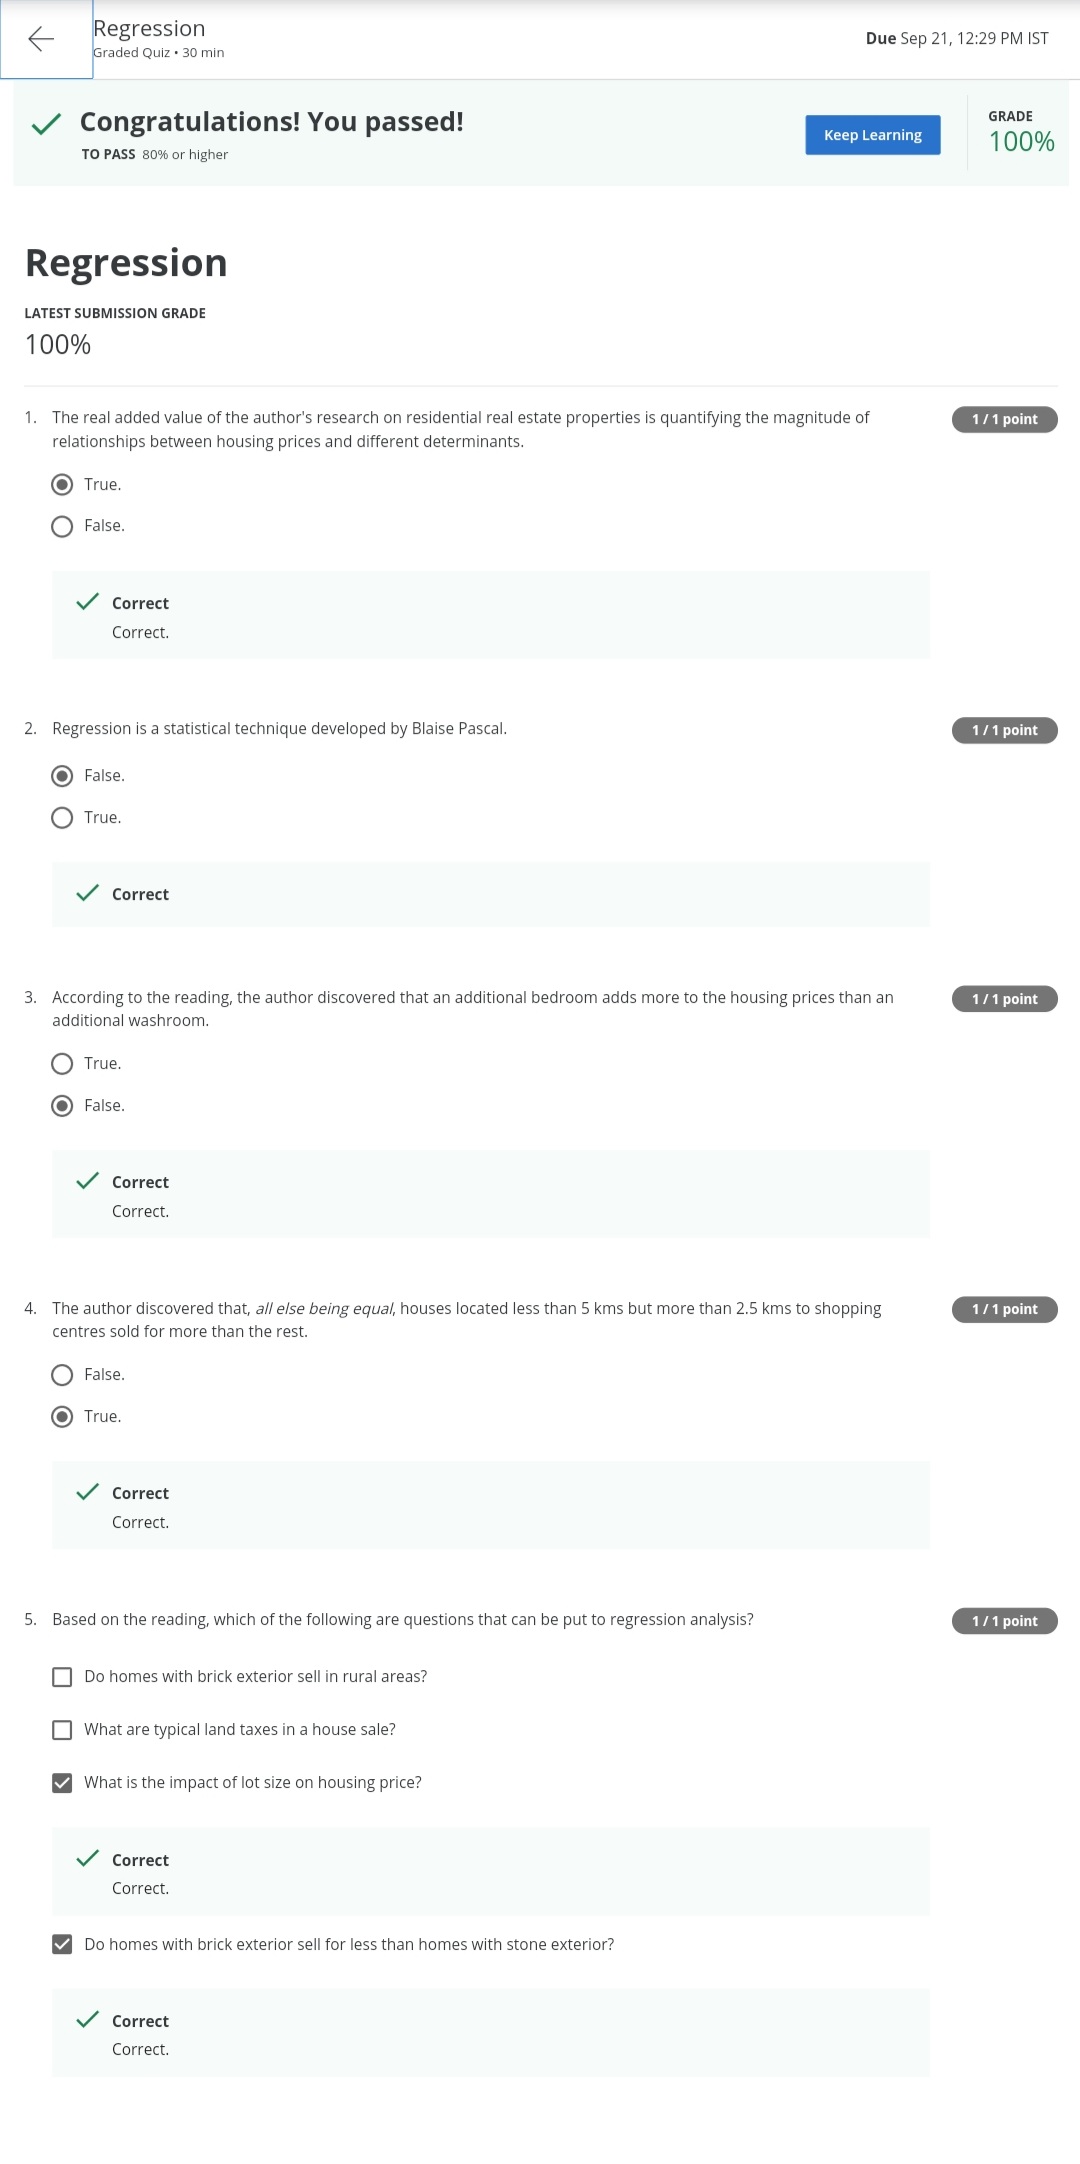 Regression
Graded Quiz • 30 min
Due Sep 21, 12:29 PM IST
Congratulations! You passed!
TO PASS 80% or higher
Keep Learning
GRADE
100%
Regression
LATEST SUBMISSION GRADE
100%
1. The real added value of the author's research on residential real estate properties is quantifying the magnitude of
relationships between housing prices and different determinants.
1 / 1 point
True.
False.
Correct
Correct.
2. Regression is a statistical technique developed by Blaise Pascal.
1 / 1 point
False.
True.
Correct
3. According to the reading, the author discovered that an additional bedroom adds more to the housing prices than an
additional washroom.
1 / 1 point
True.
False.
Correct
Correct.
4. The author discovered that, all else being equal, houses located less than 5 kms but more than 2.5 kms to shopping
centres sold for more than the rest.
1 / 1 point
False.
True.
Correct
Correct.
5. Based on the reading, which of the following are questions that can be put to regression analysis?
1 / 1 point
Do homes with brick exterior sell in rural areas?
What are typical land taxes in a house sale?
What is the impact of lot size on housing price?
Correct
Correct.
Do homes with brick exterior sell for less than homes with stone exterior?
Correct
Correct.